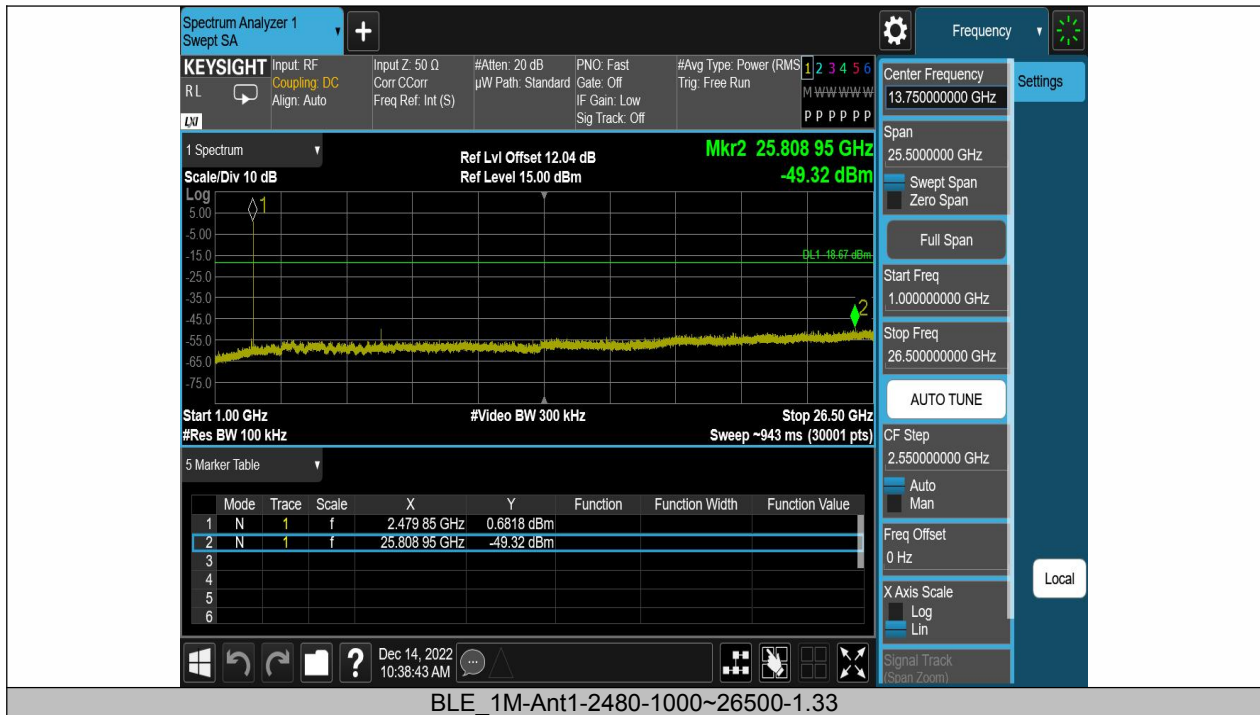 Spectrum Analyzer 1
Swept SA
+
Frequency
KEYSIGHT
RL
LXI
Input: RF
Coupling: DC
Align: Auto
Input Z: 50 Ω
Corr CCorr
Freq Ref: Int (S)
#Atten: 20 dB
µW Path: Standard
PNO: Fast
Gate: Off
IF Gain: Low
Sig Track: Off
#Avg Type: Power (RMS
Trig: Free Run
1 2 3 4 5 6
M W W W W W
P P P P P P
1 Spectrum
Scale/Div 10 dB
Ref Lvl Offset 12.04 dB
Ref Level 15.00 dBm
Mkr2 25.808 95 GHz
-49.32 dBm
Log
5.00
-5.00
-15.0
-25.0
-35.0
-45.0
-55.0
-65.0
-75.0
1
DL1 -18.67 dBm
2
Start 1.00 GHz
#Video BW 300 kHz
Stop 26.50 GHz
#Res BW 100 kHz
Sweep ~943 ms (30001 pts)
5 Marker Table
Mode Trace Scale X Y Function Function Width Function Value
1 N 1 f 2.479 85 GHz 0.6818 dBm
2 N 1 f 25.808 95 GHz -49.32 dBm
3
4
5
6
Center Frequency
13.750000000 GHz
Settings
Span
25.5000000 GHz
Swept Span
Zero Span
Full Span
Start Freq
1.000000000 GHz
Stop Freq
26.500000000 GHz
AUTO TUNE
CF Step
2.550000000 GHz
Auto
Man
Freq Offset
0 Hz
X Axis Scale
Log
Lin
Signal Track
(Span Zoom)
Local
?
Dec 14, 2022
10:38:43 AM
BLE_1M-Ant1-2480-1000~26500-1.33